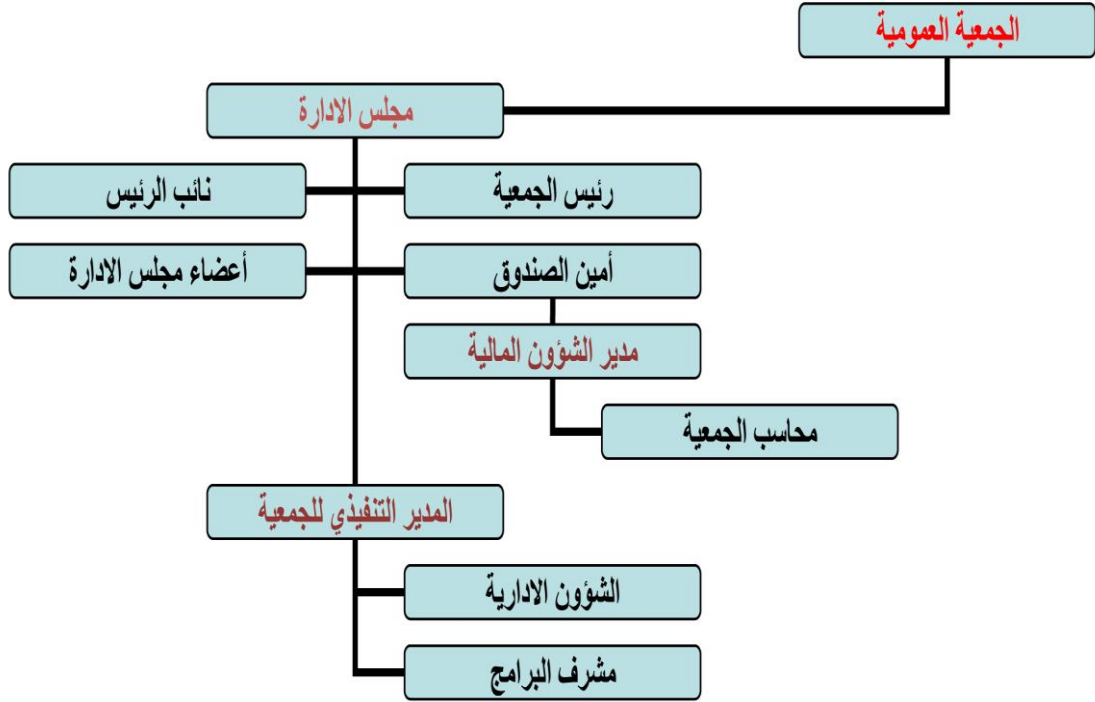 الجمعية العمومية
مجلس الادارة
رئيس الجمعية
نائب الرئيس
أمين الصندوق
أعضاء مجلس الادارة
مدير الشؤون المالية
محاسب الجمعية
المدير التنفيذي للجمعية
الشؤون الادارية
مشرف البرامج